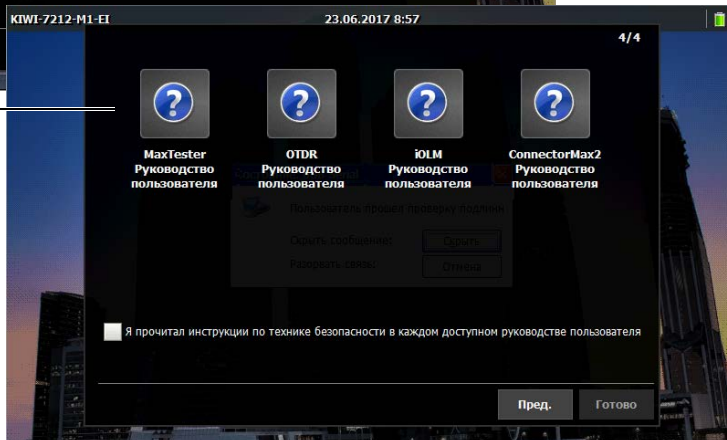 KIWI-7212-M1-EI
23.06.2017 8:57
4/4
MaxTester
Руководство
пользователя
OTDR
Руководство
пользователя
iOLM
Руководство
пользователя
ConnectorMax2
Руководство
пользователя
Пользователь прошел проверку подлинн
Скрыть сообщение:
Скрыть
Разорвать связь:
Отмена
Я прочитал инструкции по технике безопасности в каждом доступном руководстве пользователя
Пред.
Готово